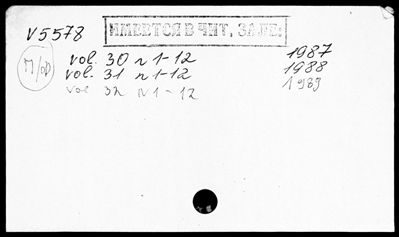 V5578
ИМЕЕТСЯ В ЧИТ. ЗАЛЕ
П/Ф
vol. 30 n 1-12 1987
vol. 31 n 1-12 1988
vol 32 N 1-12 1989